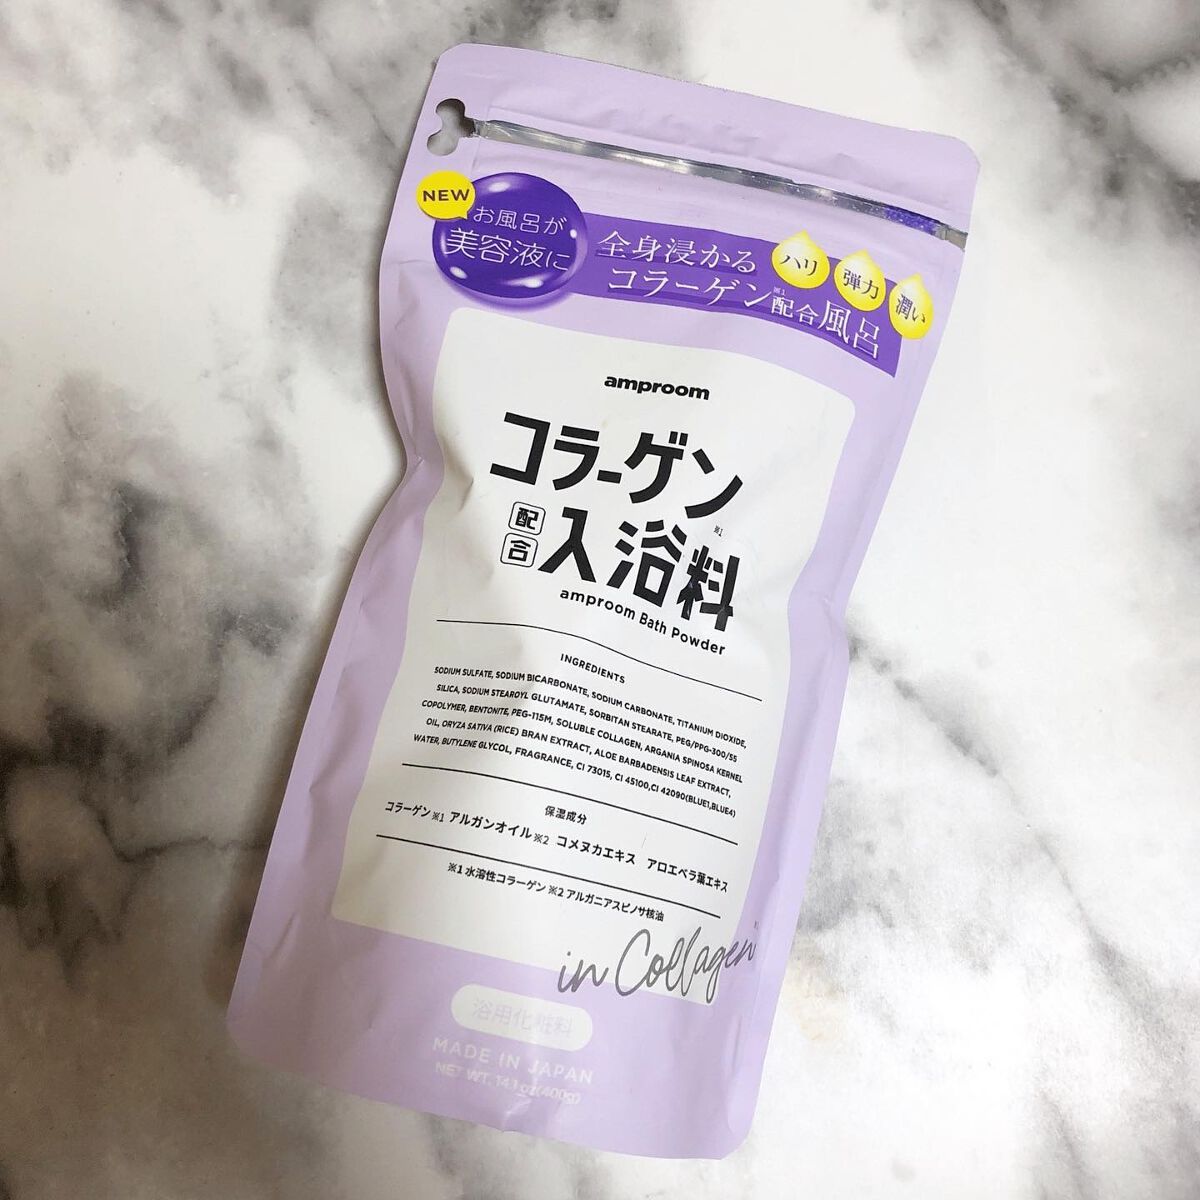 NEW
お風呂が
美容液に
全身浸かる
コラーゲン※1配合風呂
ハリ
弾力
潤い
amproom
コラーゲン※1
配合
入浴料
amproom Bath Powder
INGREDIENTS
SODIUM SULFATE, SODIUM BICARBONATE, SODIUM CARBONATE, TITANIUM DIOXIDE,
SILICA, SODIUM STEAROYL GLUTAMATE, SORBITAN STEARATE, PEG/PPG-300/55
COPOLYMER, BENTONITE, PEG-115M, SOLUBLE COLLAGEN, ARGANIA SPINOSA KERNEL
OIL, ORYZA SATIVA (RICE) BRAN EXTRACT, ALOE BARBADENSIS LEAF EXTRACT,
WATER, BUTYLENE GLYCOL, FRAGRANCE, CI 73015, CI 45100,CI 42090(BLUE1,BLUE4)
保湿成分
コラーゲン※1 アルガンオイル※2 コメヌカエキス アロエベラ葉エキス
※1 水溶性コラーゲン ※2 アルガニアスピノサ核油
in Collagen
浴用化粧料
MADE IN JAPAN
NET WT. 14.1 oz(400g)